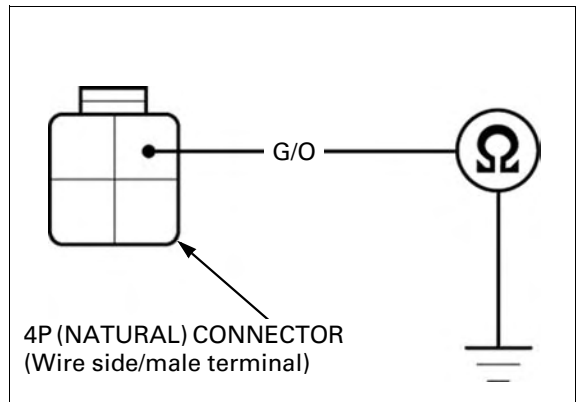 G/O
Ω
4P (NATURAL) CONNECTOR
(Wire side/male terminal)